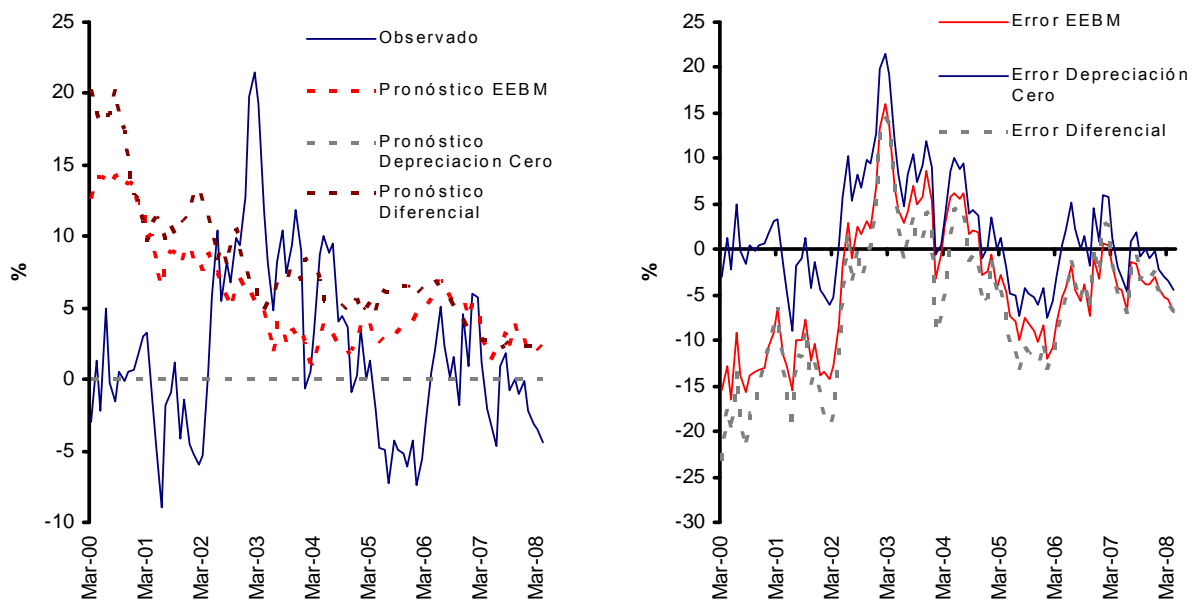 25
20
15
10
5
0
-5
-10
%
Observado
Pronóstico EEBM
Pronóstico
Depreciacion Cero
Pronóstico
Diferencial
Mar-00
Mar-01
Mar-02
Mar-03
Mar-04
Mar-05
Mar-06
Mar-07
Mar-08
25
20
15
10
5
0
-5
-10
-15
-20
-25
-30
%
Error EEBM
Error Depreciación
Cero
Error Diferencial
Mar-00
Mar-01
Mar-02
Mar-03
Mar-04
Mar-05
Mar-06
Mar-07
Mar-08